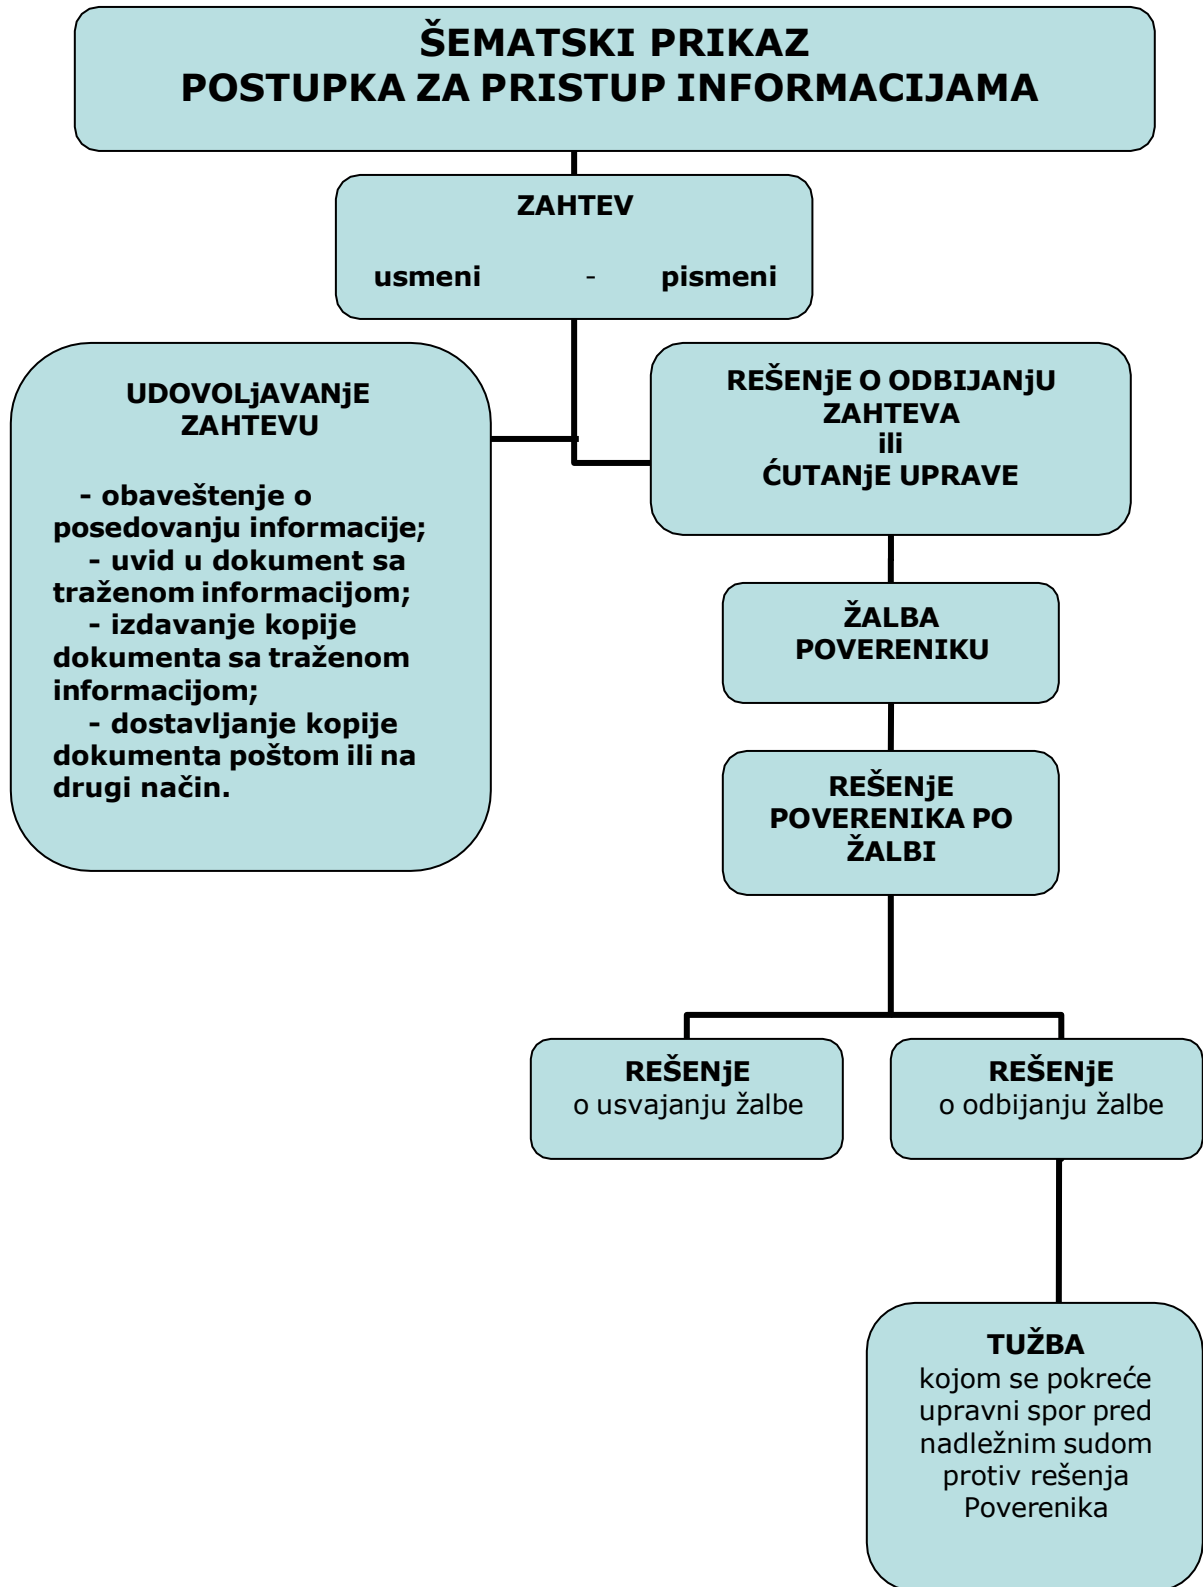 ŠEMATSKI PRIKAZ
POSTUPKA ZA PRISTUP INFORMACIJAMA
ZAHTEV
usmeni - pismeni
UDOVOLjAVANjE
ZAHTEVU
- obaveštenje o
posedovanju informacije;
- uvid u dokument sa
traženom informacijom;
- izdavanje kopije
dokumenta sa traženom
informacijom;
- dostavljanje kopije
dokumenta poštom ili na
drugi način.
REŠENjE O ODBIJANjU
ZAHTEVA
ili
ĆUTANjE UPRAVE
ŽALBA
POVERENIKU
REŠENjE
POVERENIKA PO
ŽALBI
REŠENjE
o usvajanju žalbe
REŠENjE
o odbijanju žalbe
TUŽBA
kojom se pokreće
upravni spor pred
nadležnim sudom
protiv rešenja
Poverenika